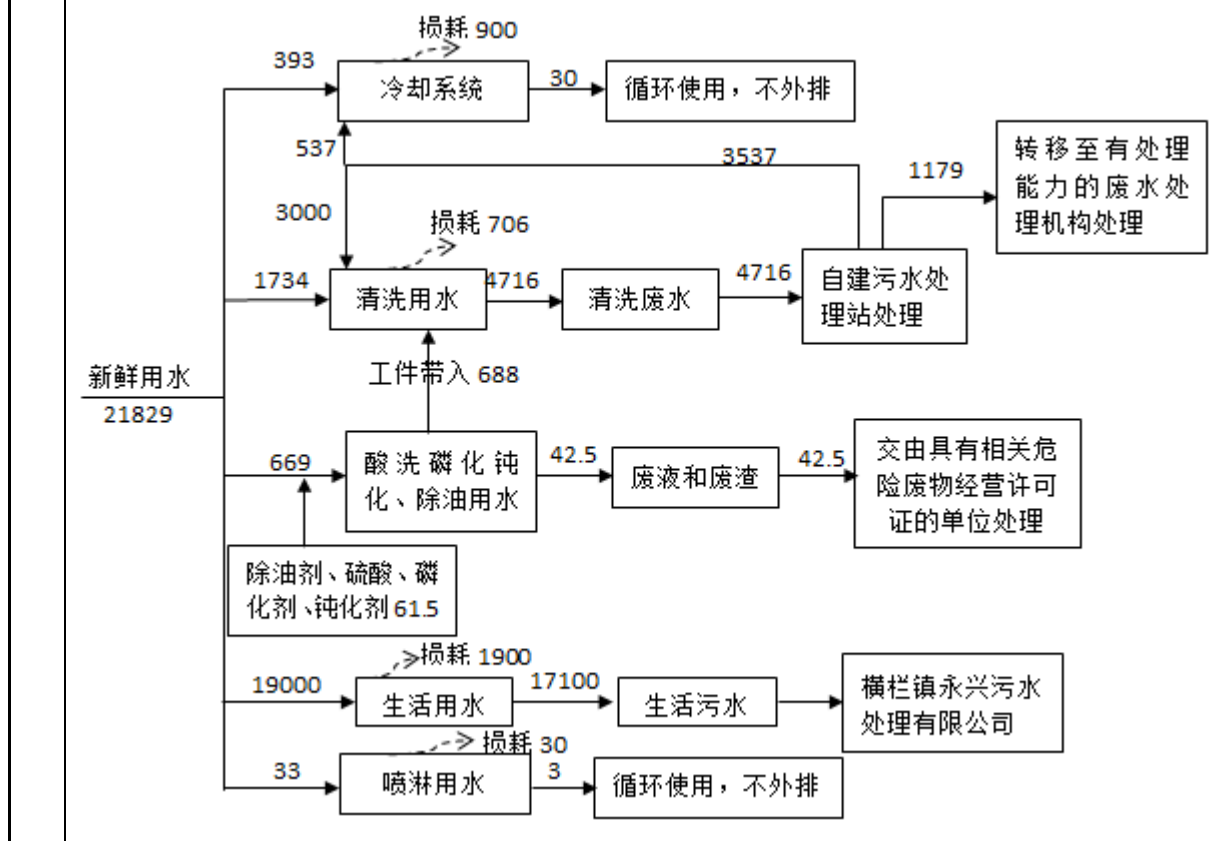 损耗 900
393
冷却系统
30
循环使用，不外排
537
3537
1179
转移至有处理
能力的废水处
理机构处理
3000
损耗 706
1734
清洗用水
4716
清洗废水
4716
自建污水处
理站处理
工件带入 688
新鲜用水
21829
669
酸洗磷化钝
化、除油用水
42.5
废液和废渣
42.5
交由具有相关危
险废物经营许可
证的单位处理
除油剂、硫酸、磷
化剂、钝化剂 61.5
损耗 1900
19000
生活用水
17100
生活污水
横栏镇永兴污水
处理有限公司
损耗 30
33
喷淋用水
3
循环使用，不外排